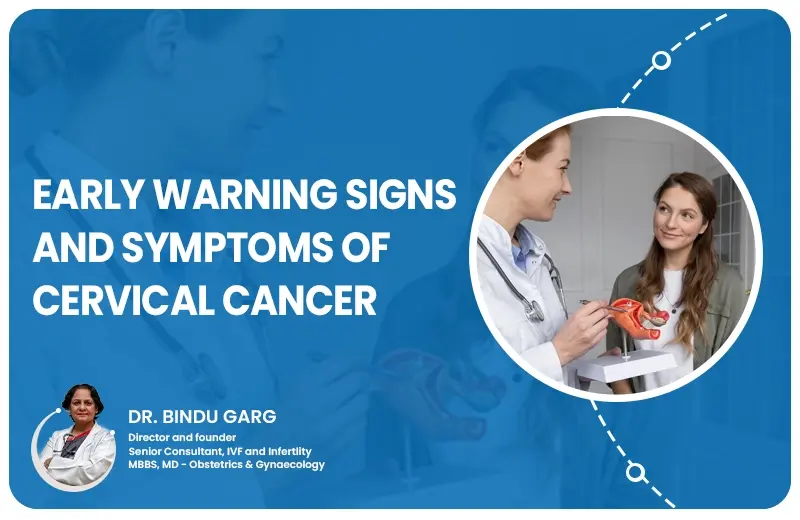 EARLY WARNING SIGNS
AND SYMPTOMS OF
CERVICAL CANCER
DR. BINDU GARG
Director and founder
Senior Consultant, IVF and Infertlity
MBBS, MD - Obstetrics & Gynaecology